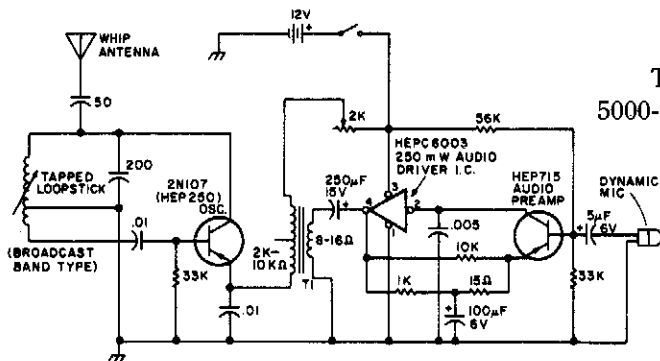 12V
+
WHIP
ANTENNA
T
5000-
50
2K
56K
HEPC6003
250 mW AUDIO
DRIVER I.C.
HEP715
AUDIO
PREAMP
DYNAMIC
MIC
TAPPED
LOOPSTICK
200
2N107
(HEP250)
OSC.
250µF
15V
+
4
3
2
1
5µF
6V
+
.01
(BROADCAST
BAND TYPE)
2K-
10KΩ
8-16Ω
T1
.005
10K
33K
1K
15Ω
33K
.01
+
100µF
6V